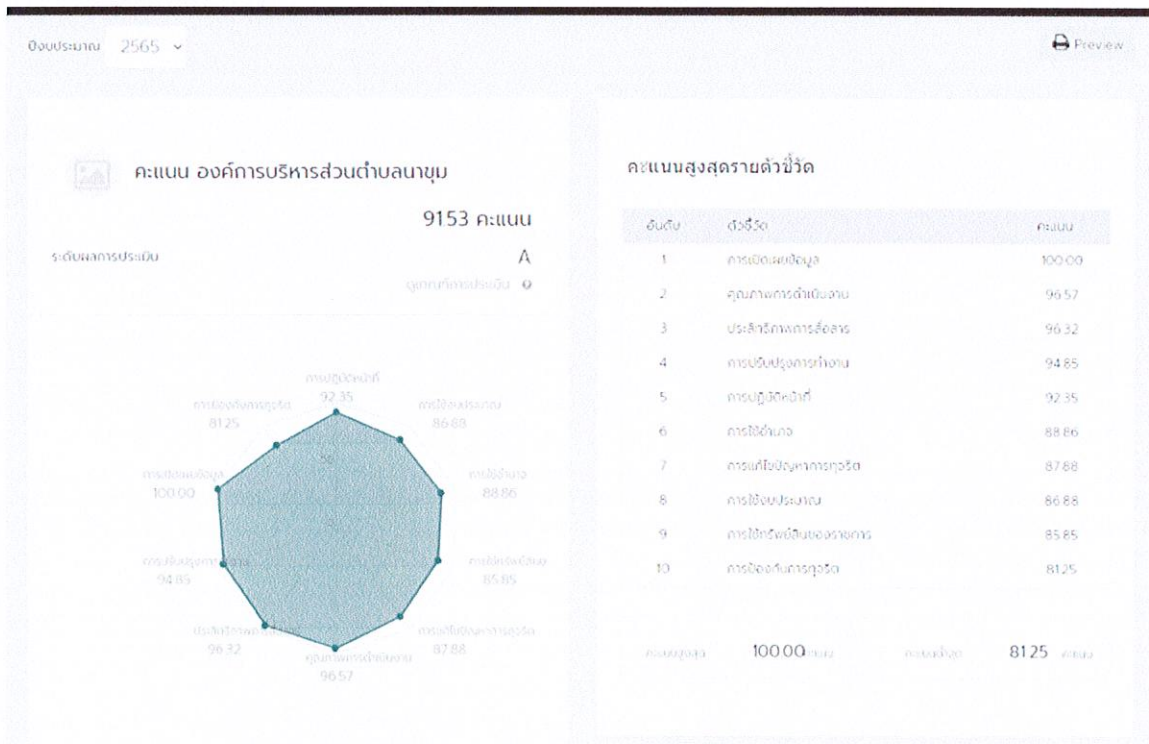 ปีงบประมาณ 2565
Preview
คะแนน องค์การบริหารส่วนตำบลนาขุม
9153 คะแนน
ระดับผลการประเมิน A
ดูเกณฑ์การประเมิน
การปฏิบัติหน้าที่
92.35
การป้องกันการทุจริต
81.25
การใช้งบประมาณ
86.88
50
การเปิดเผยข้อมูล
100.00
การใช้อำนาจ
88.86
การปรับปรุงการทำงาน
94.85
การใช้ทรัพย์สินของ
85.85
ประสิทธิภาพการสื่อสาร
96.32
การแก้ไขปัญหาการทุจริต
87.88
คุณภาพการดำเนินงาน
96.57
คะแนนสูงสุดรายตัวชี้วัด
อันดับ ตัวชี้วัด คะแนน
1 การเปิดเผยข้อมูล 100.00
2 คุณภาพการดำเนินงาน 96.57
3 ประสิทธิภาพการสื่อสาร 96.32
4 การปรับปรุงการทำงาน 94.85
5 การปฏิบัติหน้าที่ 92.35
6 การใช้อำนาจ 88.86
7 การแก้ไขปัญหาการทุจริต 87.88
8 การใช้งบประมาณ 86.88
9 การใช้ทรัพย์สินของราชการ 85.85
10 การป้องกันการทุจริต 81.25
คะแนนสูงสุด 100.00 คะแนน คะแนนต่ำสุด 81.25 คะแนน